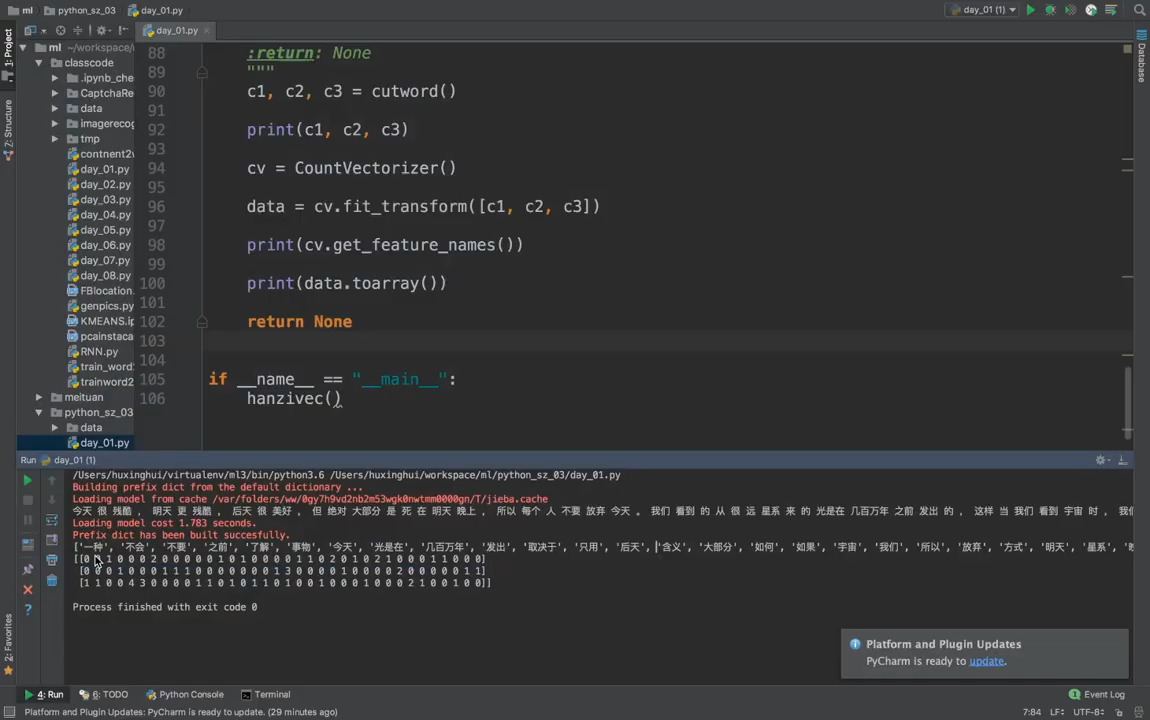 python_sz_03 day_01.py day_01 (1)
day_01.py
1: Project
Z: Structure
2: Favorites
Database
ml ~/workspace/
classcode
.ipynb_che
CaptchaRe
data
imagerecog
tmp
contnent2v
day_01.py
day_02.py
day_03.py
day_04.py
day_05.py
day_06.py
day_07.py
day_08.py
FBlocation.
genpics.py
KMEANS.ip
pcainstaca
RNN.py
train_word2
trainword2
meituan
python_sz_03
data
day_01.py
88 :return: None
89 """
90 c1, c2, c3 = cutword()
91
92 print(c1, c2, c3)
93
94 cv = CountVectorizer()
95
96 data = cv.fit_transform([c1, c2, c3])
97
98 print(cv.get_feature_names())
99
100 print(data.toarray())
101
102 return None
103
104
105 if __name__ == "__main__":
106 hanzivec()
Run day_01 (1)
/Users/huxinghui/virtualenv/ml3/bin/python3.6 /Users/huxinghui/workspace/ml/python_sz_03/day_01.py
Building prefix dict from the default dictionary ...
Loading model from cache /var/folders/ww/0gy7h9vd2nb2m53wgk0nwtmm0000gn/T/jieba.cache
今天 很 残酷 , 明天 更 残酷 , 后天 很 美好 , 但 绝对 大部分 是 死 在 明天 晚上 , 所以 每个 人 不要 放弃 今天 。 我们 看到 的 从 很 远 星系 来 的 光是在 几百万年 之前 发出 的 , 这样 当 我们 看到 宇宙 时 ,
Loading model cost 1.783 seconds.
Prefix dict has been built succesfully.
['一种', '不会', '不要', '之前', '了解', '事物', '今天', '光是在', '几百万年', '发出', '取决于', '只用', '后天', '含义', '大部分', '如何', '如果', '宇宙', '我们', '所以', '放弃', '方式', '明天', '星系',
[[0 0 1 0 0 0 2 0 0 0 0 0 1 0 1 0 0 0 0 1 1 0 2 0 1 0 2 1 0 0 0 1 1 0 0 0]
[0 0 0 1 0 0 0 1 1 1 0 0 0 0 0 0 0 1 3 0 0 0 0 1 0 0 0 0 2 0 0 0 0 0 1 1]
[1 1 0 0 4 3 0 0 0 0 1 1 0 1 0 1 1 0 1 0 0 1 0 0 0 1 0 0 0 2 1 0 0 1 0 0]]
Process finished with exit code 0
Platform and Plugin Updates
PyCharm is ready to update.
4: Run 6: TODO Python Console Terminal Event Log
Platform and Plugin Updates: PyCharm is ready to update. (29 minutes ago) 7:84 LF÷ UTF-8÷